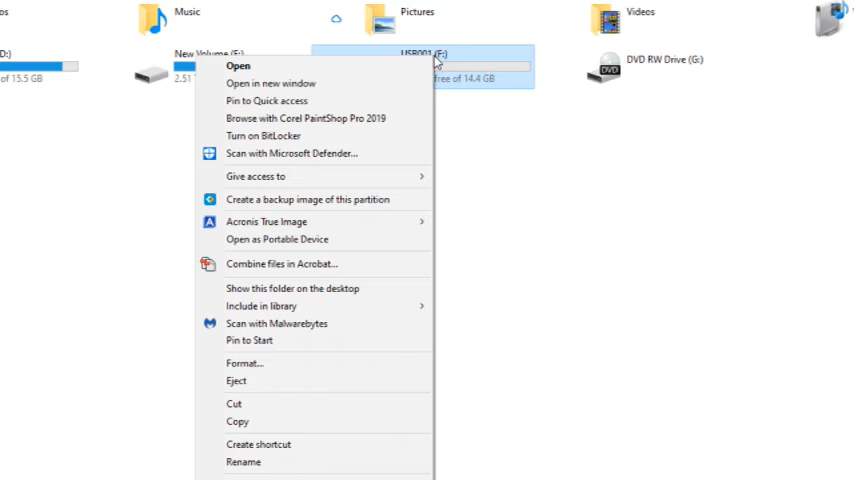 os
Music
Pictures
Videos
D:)
of 15.5 GB
New Volume (E:)
2.51
USB001 (F:)
free of 14.4 GB
DVD RW Drive (G:)
DVD
Open
Open in new window
Pin to Quick access
Browse with Corel PaintShop Pro 2019
Turn on BitLocker
Scan with Microsoft Defender...
Give access to
Create a backup image of this partition
A
Acronis True Image
Open as Portable Device
Combine files in Acrobat...
Show this folder on the desktop
Include in library
Scan with Malwarebytes
Pin to Start
Format...
Eject
Cut
Copy
Create shortcut
Rename